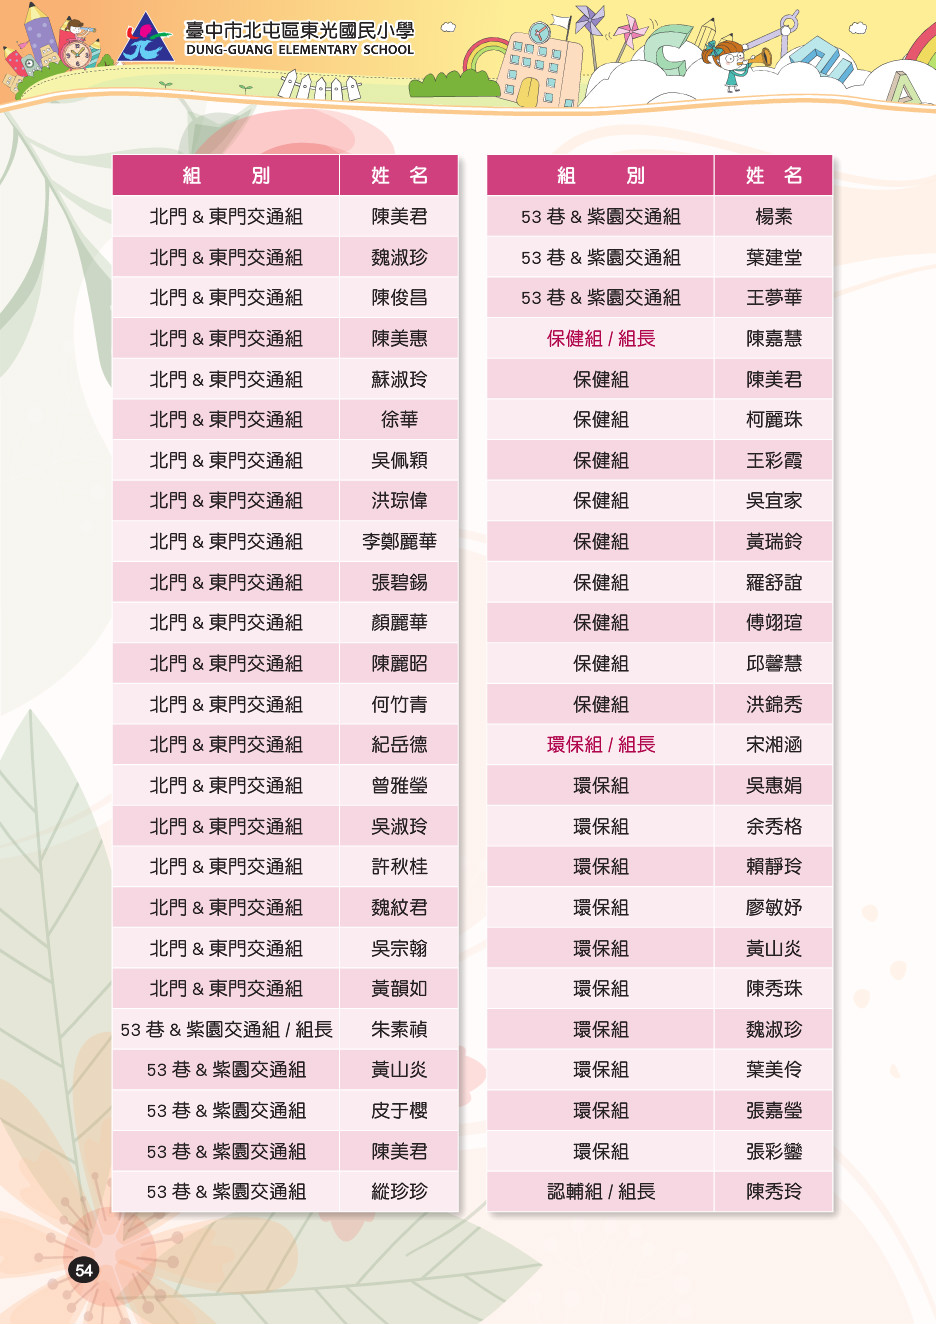 臺中市北屯區東光國民小學
DUNG-GUANG ELEMENTARY SCHOOL
組 別 姓 名
北門 & 東門交通組 陳美君
北門 & 東門交通組 魏淑珍
北門 & 東門交通組 陳俊昌
北門 & 東門交通組 陳美惠
北門 & 東門交通組 蘇淑玲
北門 & 東門交通組 徐華
北門 & 東門交通組 吳佩穎
北門 & 東門交通組 洪琮偉
北門 & 東門交通組 李鄭麗華
北門 & 東門交通組 張碧錫
北門 & 東門交通組 顏麗華
北門 & 東門交通組 陳麗昭
北門 & 東門交通組 何竹青
北門 & 東門交通組 紀岳德
北門 & 東門交通組 曾雅瑩
北門 & 東門交通組 吳淑玲
北門 & 東門交通組 許秋桂
北門 & 東門交通組 魏紋君
北門 & 東門交通組 吳宗翰
北門 & 東門交通組 黃韻如
53 巷 & 紫園交通組 / 組長 朱素禎
53 巷 & 紫園交通組 黃山炎
53 巷 & 紫園交通組 皮于櫻
53 巷 & 紫園交通組 陳美君
53 巷 & 紫園交通組 縱珍珍
組 別 姓 名
53 巷 & 紫園交通組 楊素
53 巷 & 紫園交通組 葉建堂
53 巷 & 紫園交通組 王夢華
保健組 / 組長 陳嘉慧
保健組 陳美君
保健組 柯麗珠
保健組 王彩霞
保健組 吳宜家
保健組 黃瑞鈴
保健組 羅舒誼
保健組 傅翊瑄
保健組 邱馨慧
保健組 洪錦秀
環保組 / 組長 宋湘涵
環保組 吳惠娟
環保組 余秀格
環保組 賴靜玲
環保組 廖敏妤
環保組 黃山炎
環保組 陳秀珠
環保組 魏淑珍
環保組 葉美伶
環保組 張嘉瑩
環保組 張彩鑾
認輔組 / 組長 陳秀玲
54